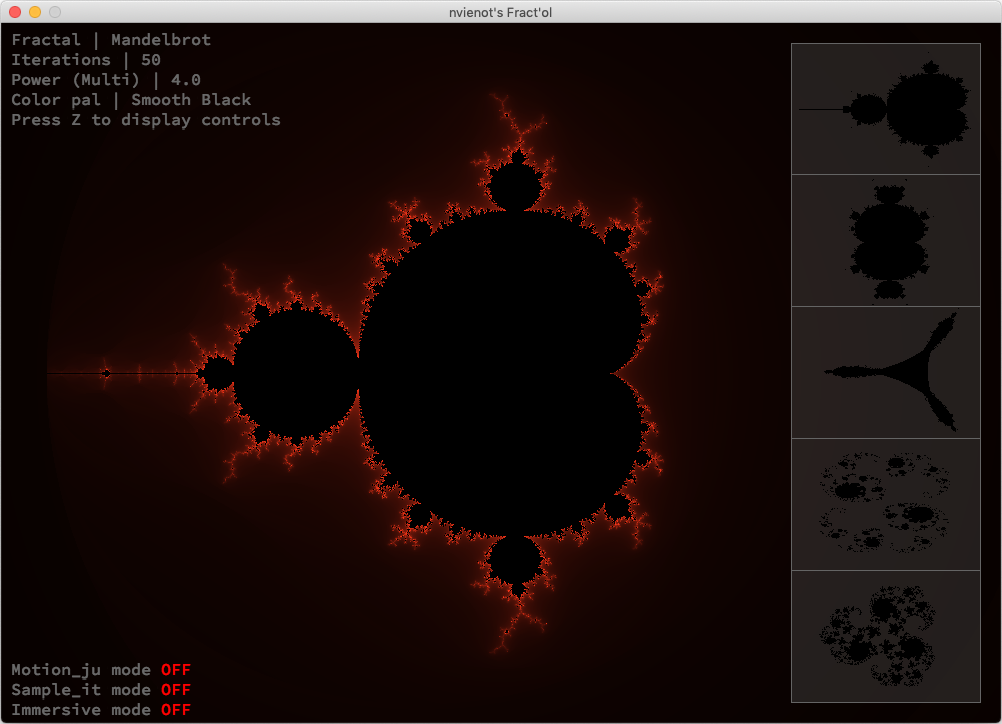 nvienot's Fract'ol
Fractal | Mandelbrot
Iterations | 50
Power (Multi) | 4.0
Color pal | Smooth Black
Press Z to display controls
Motion_ju mode OFF
Sample_it mode OFF
Immersive mode OFF